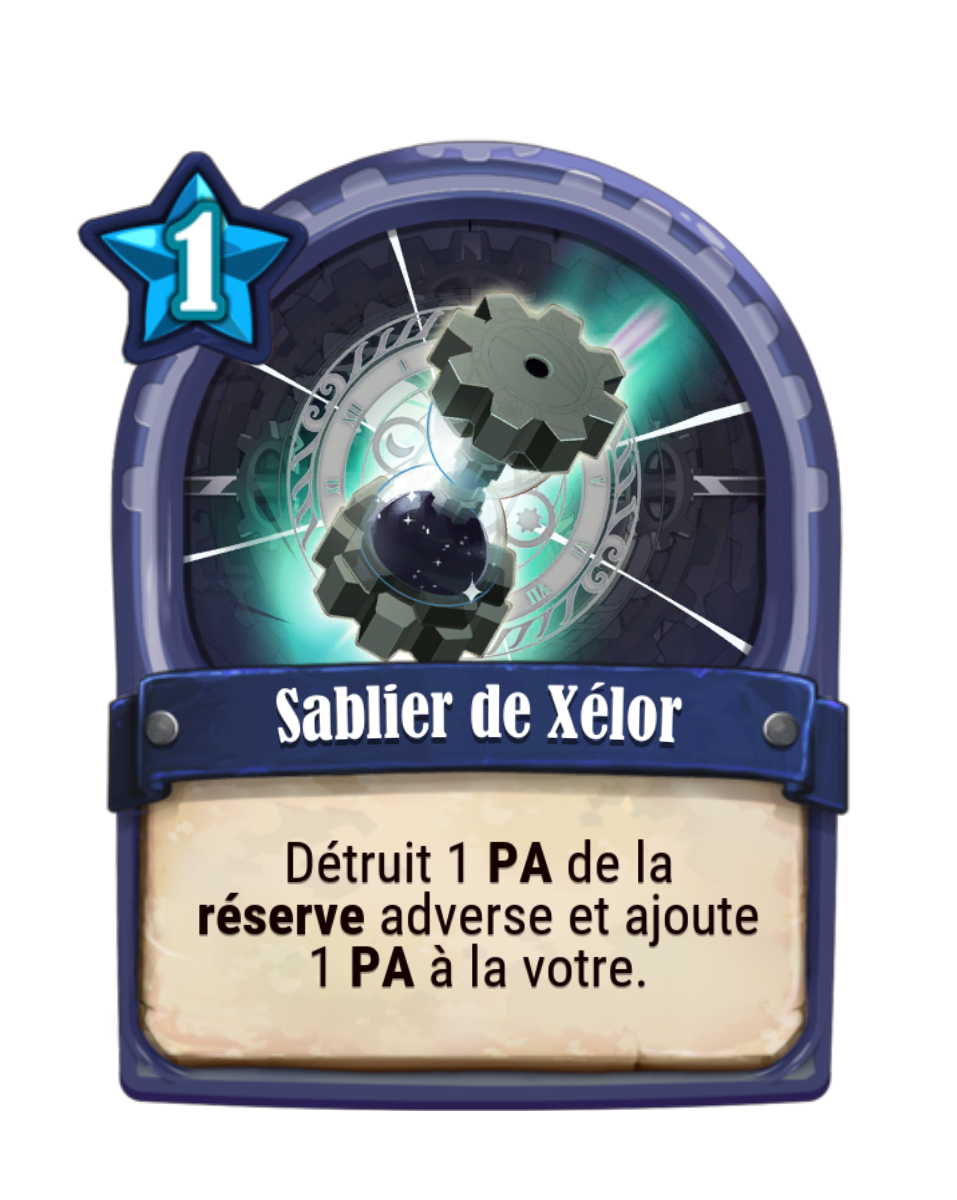 1
Sablier de Xélor
Détruit 1 PA de la
réserve adverse et ajoute
1 PA à la votre.